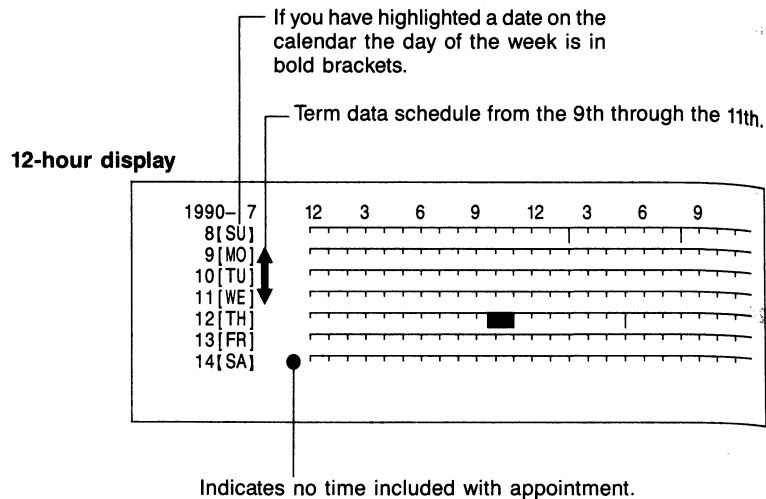 If you have highlighted a date on the
calendar the day of the week is in
bold brackets.
Term data schedule from the 9th through the 11th.
12-hour display
1990– 7 12 3 6 9 12 3 6 9
8【SU】
9[MO]
10[TU]
11[WE]
12[TH]
13[FR]
14【SA】
Indicates no time included with appointment.